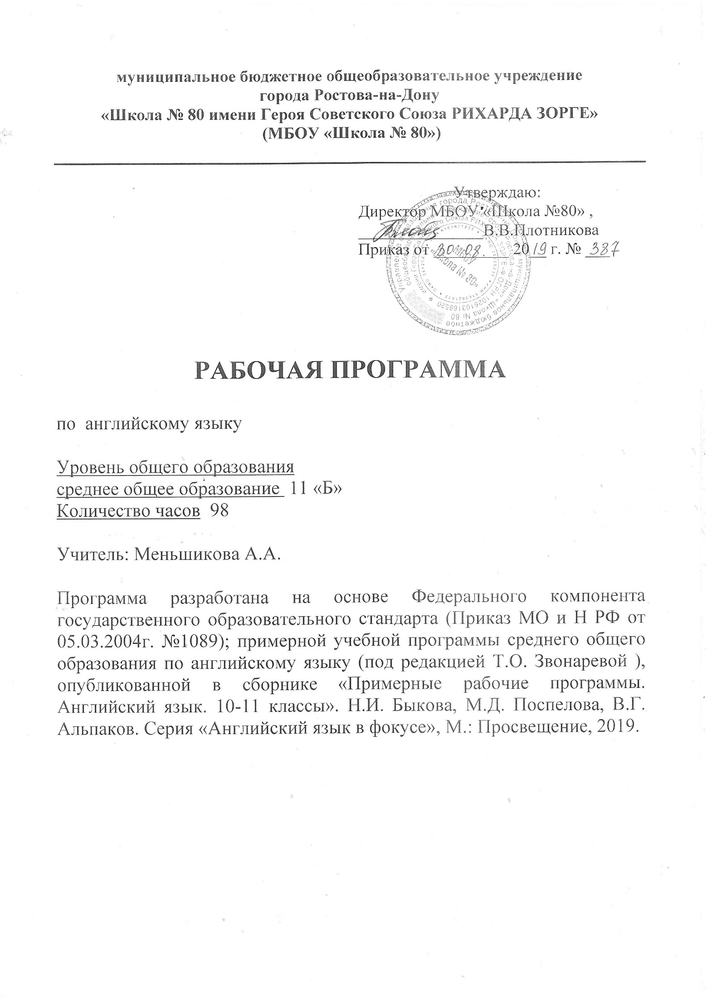 муниципальное бюджетное общеобразовательное учреждение
города Ростова-на-Дону
«Школа № 80 имени Героя Советского Союза РИХАРДА ЗОРГЕ»
(МБОУ «Школа № 80»)
Утверждаю:
Директор МБОУ «Школа №80» ,
В.В.Плотникова
Приказ от 30 08. 2019 г. № 387
МБОУ
«Школа № 80»
РАБОЧАЯ ПРОГРАММА
по английскому языку
Уровень общего образования
среднее общее образование 11 «Б»
Количество часов 98
Учитель: Меньшикова А.А.
Программа разработана на основе Федерального компонента
государственного образовательного стандарта (Приказ МО и Н РФ от
05.03.2004г. №1089); примерной учебной программы среднего общего
образования по английскому языку (под редакцией Т.О. Звонаревой ),
опубликованной в сборнике «Примерные рабочие программы.
Английский язык. 10-11 классы». Н.И. Быкова, М.Д. Поспелова, В.Г.
Альпаков. Серия «Английский язык в фокусе», М.: Просвещение, 2019.